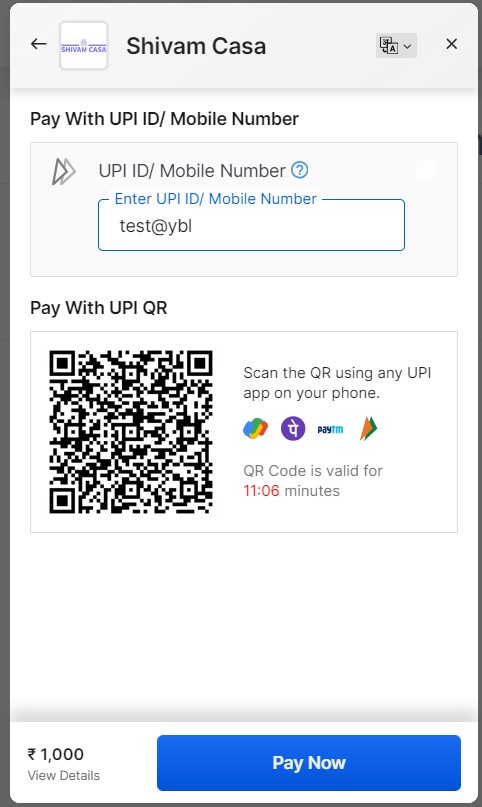 SHIVAM CASA
Shivam Casa
Pay With UPI ID/ Mobile Number
UPI ID/ Mobile Number ?
Enter UPI ID/ Mobile Number
test@ybl
Pay With UPI QR
Scan the QR using any UPI
app on your phone.
पे paytm
QR Code is valid for
11:06 minutes
₹ 1,000
View Details
Pay Now